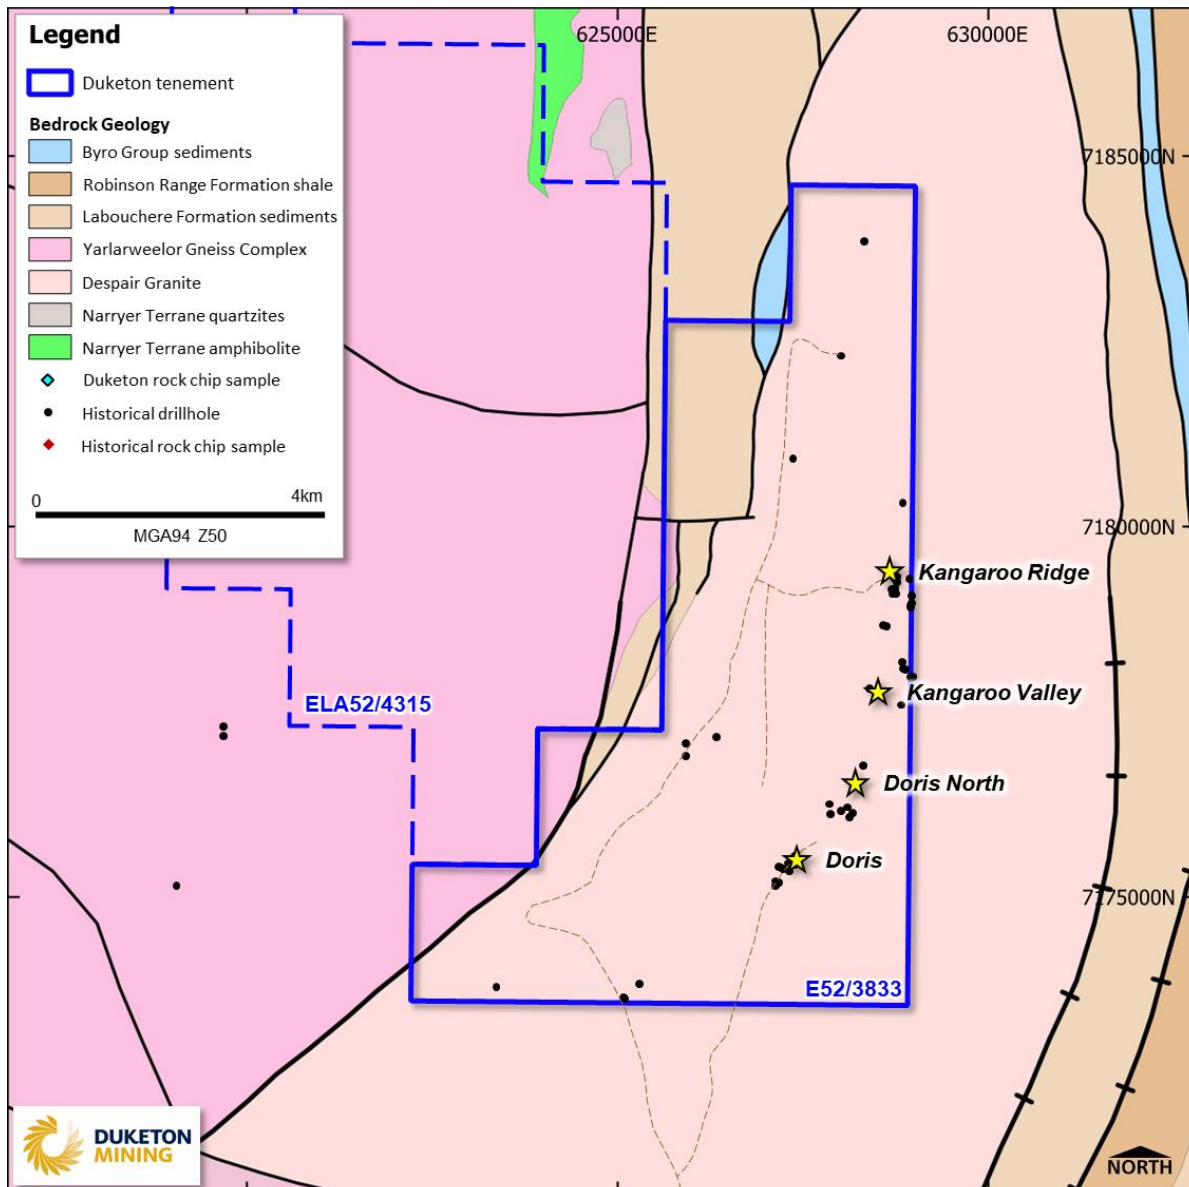 Legend
Duketon tenement
Bedrock Geology
Byro Group sediments
Robinson Range Formation shale
Labouchere Formation sediments
Yarlarweelor Gneiss Complex
Despair Granite
Narryer Terrane quartzites
Narryer Terrane amphibolite
Duketon rock chip sample
Historical drillhole
Historical rock chip sample
0 4km
MGA94 Z50
625000E 630000E
7185000N
7180000N
Kangaroo Ridge
Kangaroo Valley
ELA52/4315
Doris North
Doris
7175000N
E52/3833
DUKETON
MINING
NORTH